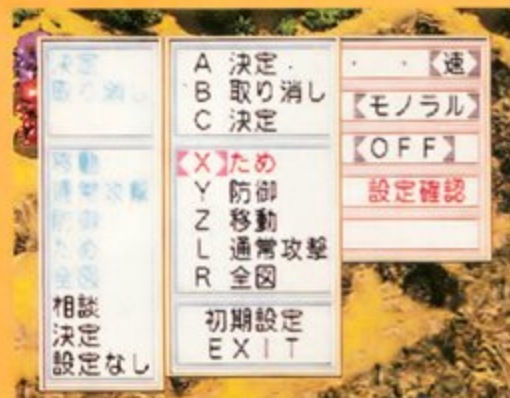 決定
取り消し
移動
通常攻撃
防御
ため
全図
相談
決定
設定なし
A 決定
B 取り消し
C 決定
【X】ため
Y 防御
Z 移動
L 通常攻撃
R 全図
初期設定
EXIT
・・【速】
【モノラル】
【OFF】
設定確認